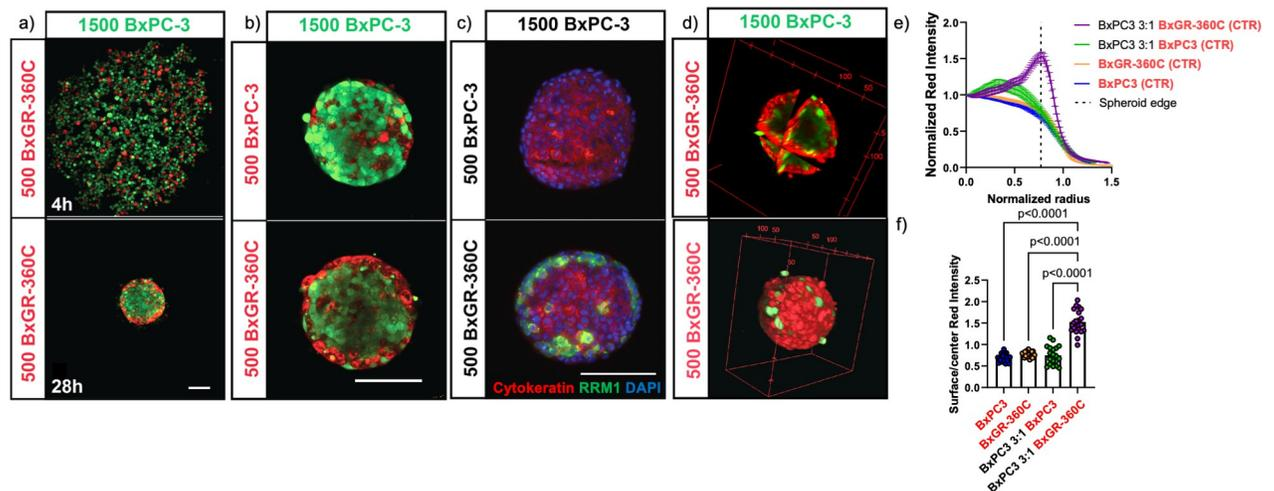 a)
1500 BxPC-3
500 BxGR-360C
4h
500 BxGR-360C
28h
b)
1500 BxPC-3
500 BxPC-3
500 BxGR-360C
c)
1500 BxPC-3
500 BxPC-3
500 BxGR-360C
Cytokeratin RRM1 DAPI
d)
1500 BxPC-3
500 BxGR-360C
100
50
100
500 BxGR-360C
100 50
50 100
50
e)
Normalized Red Intensity
2.0
1.5
1.0
0.5
0.0
0.0 0.5 1.0 1.5
Normalized radius
BxPC3 3:1 BxGR-360C (CTR)
BxPC3 3:1 BxPC3 (CTR)
BxGR-360C (CTR)
BxPC3 (CTR)
Spheroid edge
f)
p<0.0001
p<0.0001
p<0.0001
Surface/center Red Intensity
2.5
2.0
1.5
1.0
0.5
0.0
BxPC3
BxGR-360C
BxPC3 3:1 BxPC3
BxPC3 3:1 BxGR-360C